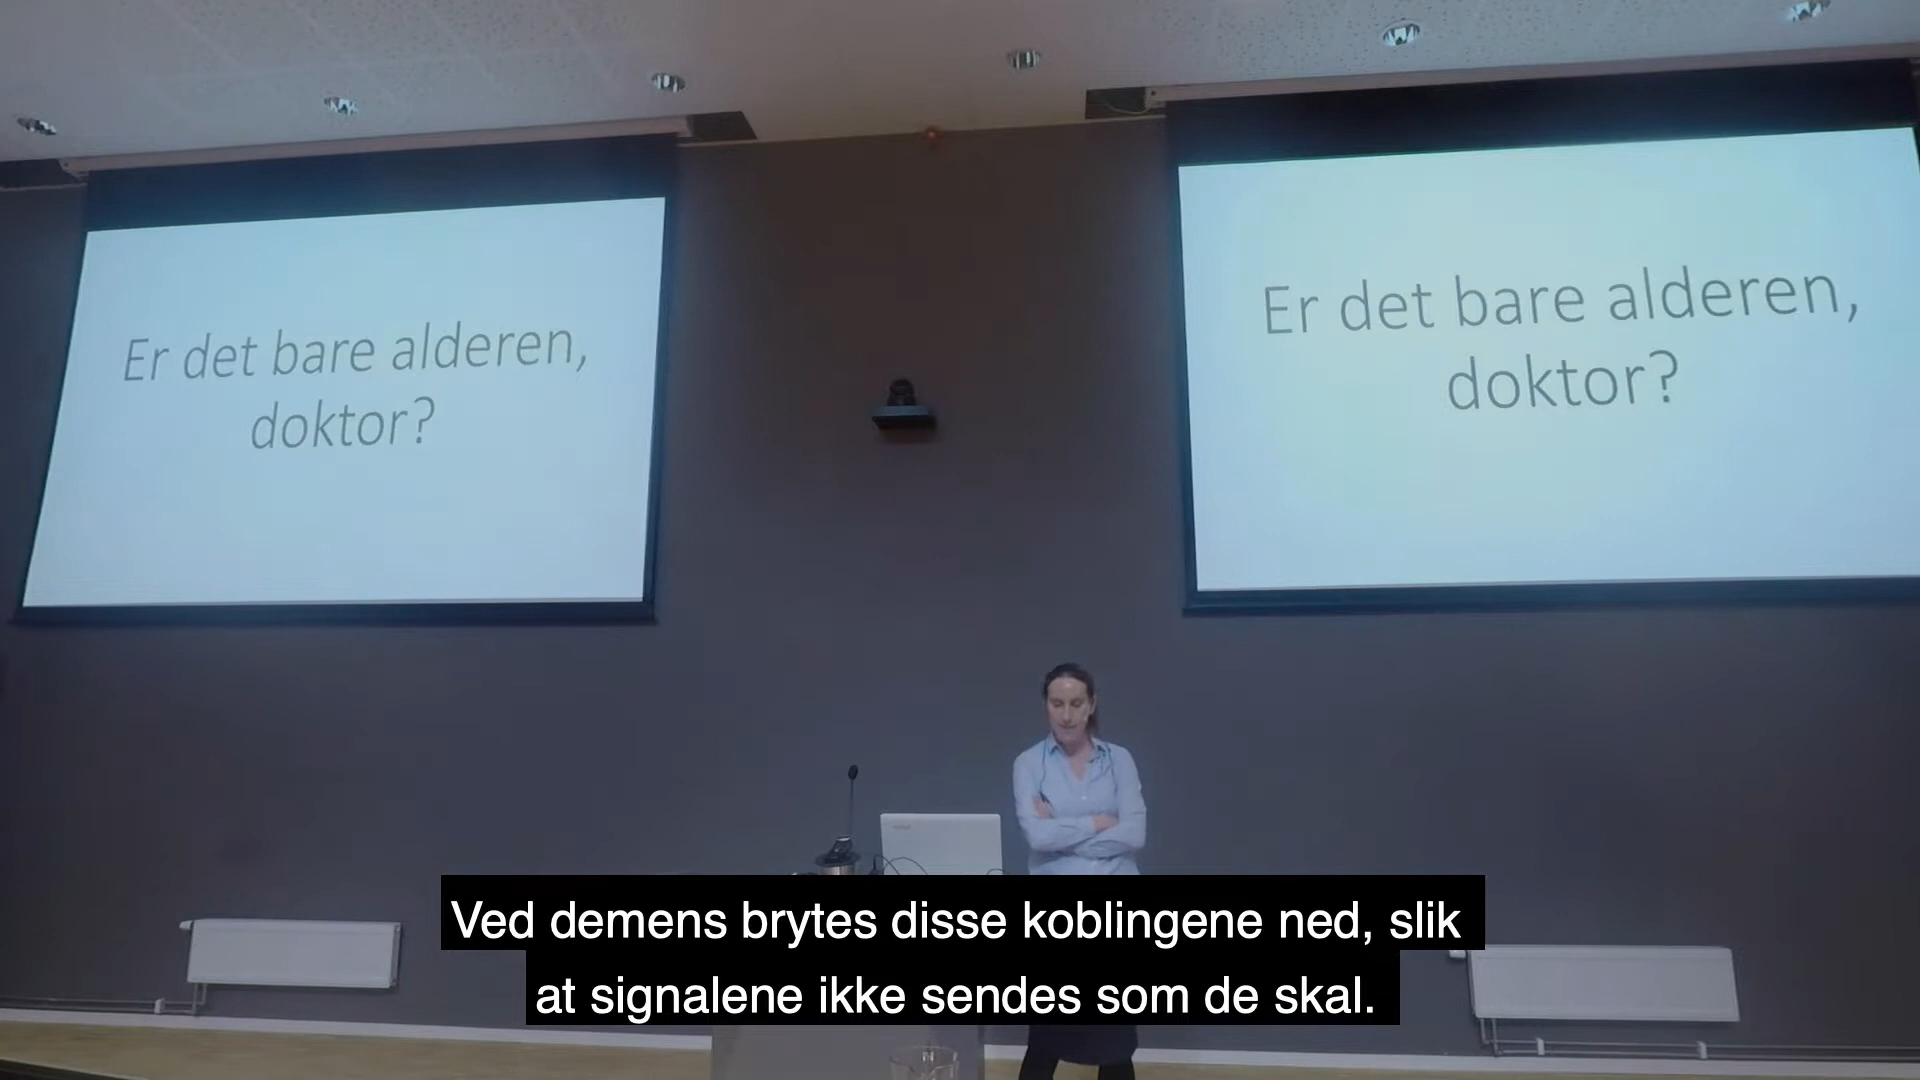 Er det bare alderen,
doktor?
Er det bare alderen,
doktor?
Ved demens brytes disse koblingene ned, slik
at signalene ikke sendes som de skal.